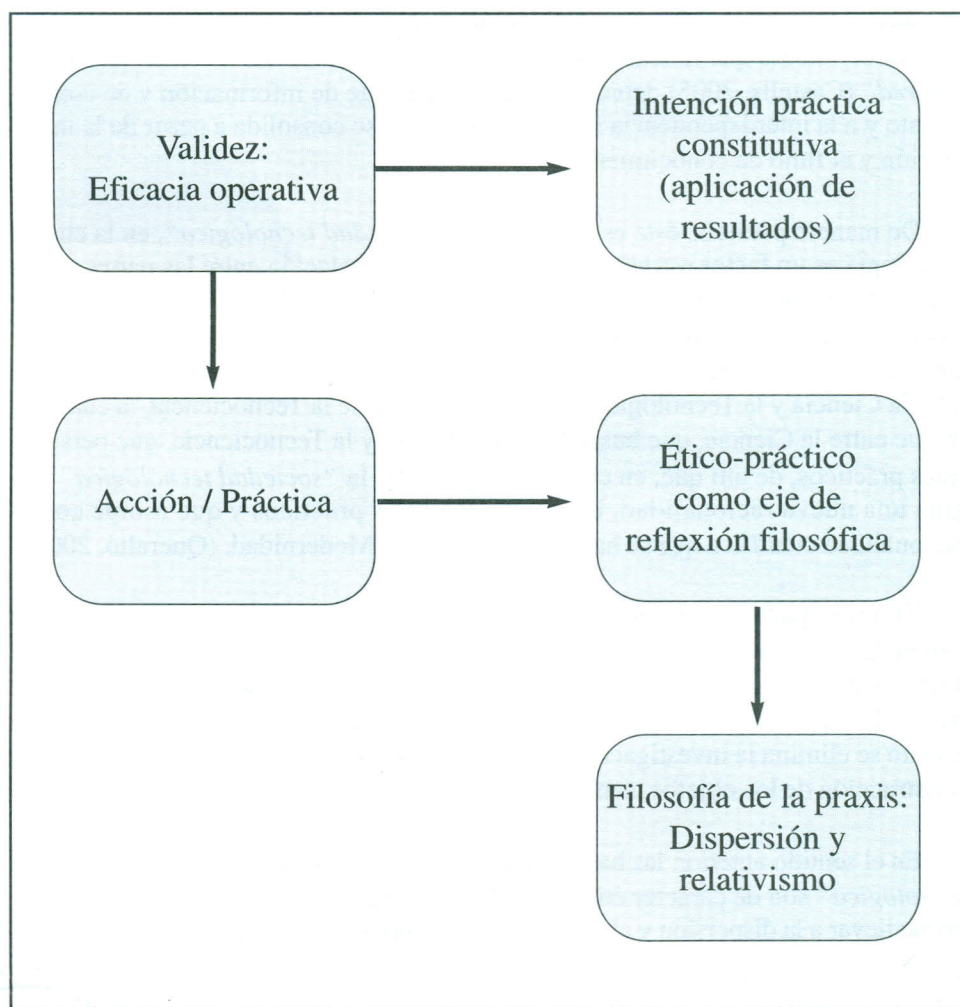 Validez:
Eficacia operativa
Intención práctica
constitutiva
(aplicación de
resultados)
Acción / Práctica
Ético-práctico
como eje de
reflexión filosófica
Filosofía de la praxis:
Dispersión y
relativismo